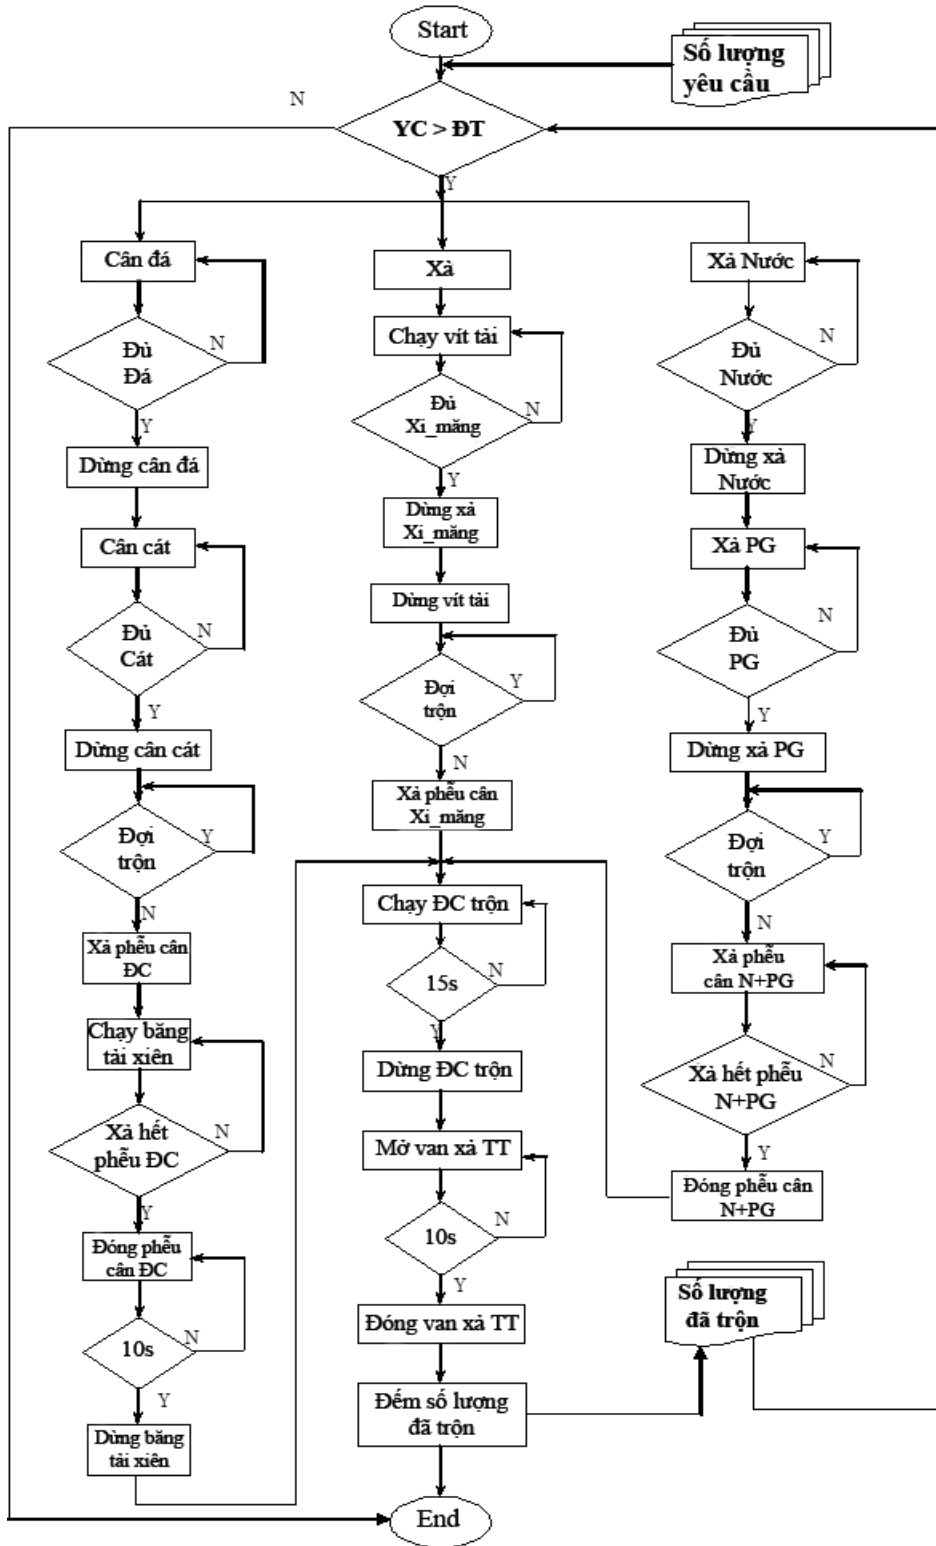 Start
Số lượng
yêu cầu
N
YC > ĐT
Y
Cân đá
N
Đủ
Đá
Y
Dừng cân đá
Cân cát
N
Đủ
Cát
Y
Dừng cân cát
Y
Đợi
trộn
N
Xả phễu cân
ĐC
Chạy băng
tải xiên
N
Xả hết
phễu ĐC
Y
Đóng phễu
cân ĐC
N
10s
Y
Dừng băng
tải xiên
Xả
Chạy vít tải
N
Đủ
Xi_măng
Y
Dừng xả
Xi_măng
Dừng vít tải
Y
Đợi
trộn
N
Xả phễu cân
Xi_măng
Chạy ĐC trộn
N
15s
Y
Dừng ĐC trộn
Mở van xả TT
N
10s
Y
Đóng van xả TT
Đếm số lượng
đã trộn
End
Xả Nước
N
Đủ
Nước
Y
Dừng xả
Nước
Xả PG
N
Đủ
PG
Y
Dừng xả PG
Y
Đợi
trộn
N
Xả phễu
cân N+PG
N
Xả hết phễu
N+PG
Y
Đóng phễu cân
N+PG
Số lượng
đã trộn